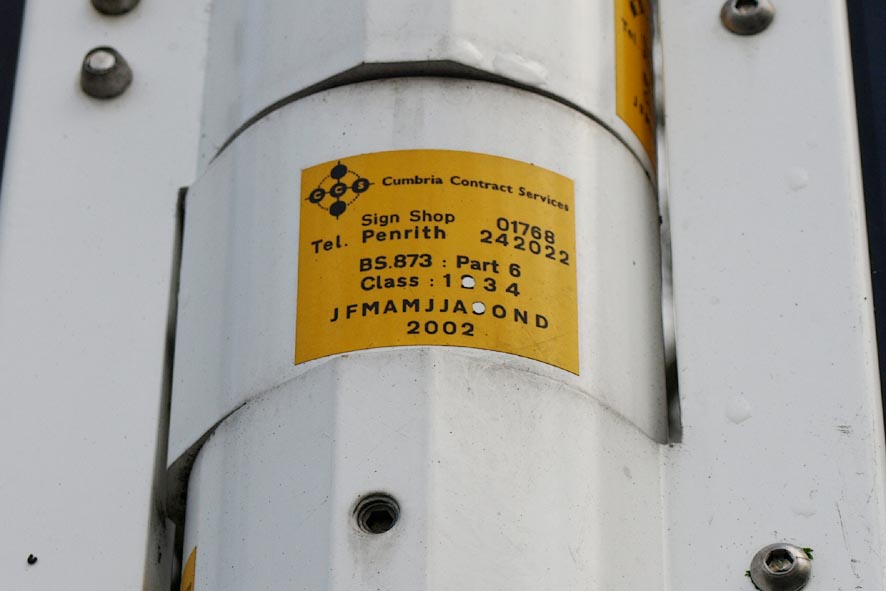 CCS Cumbria Contract Services
Sign Shop 01768
Tel. Penrith 242022
BS.873 : Part 6
Class : 1 3 4
JFMAMJJA OND
2002
Tel.